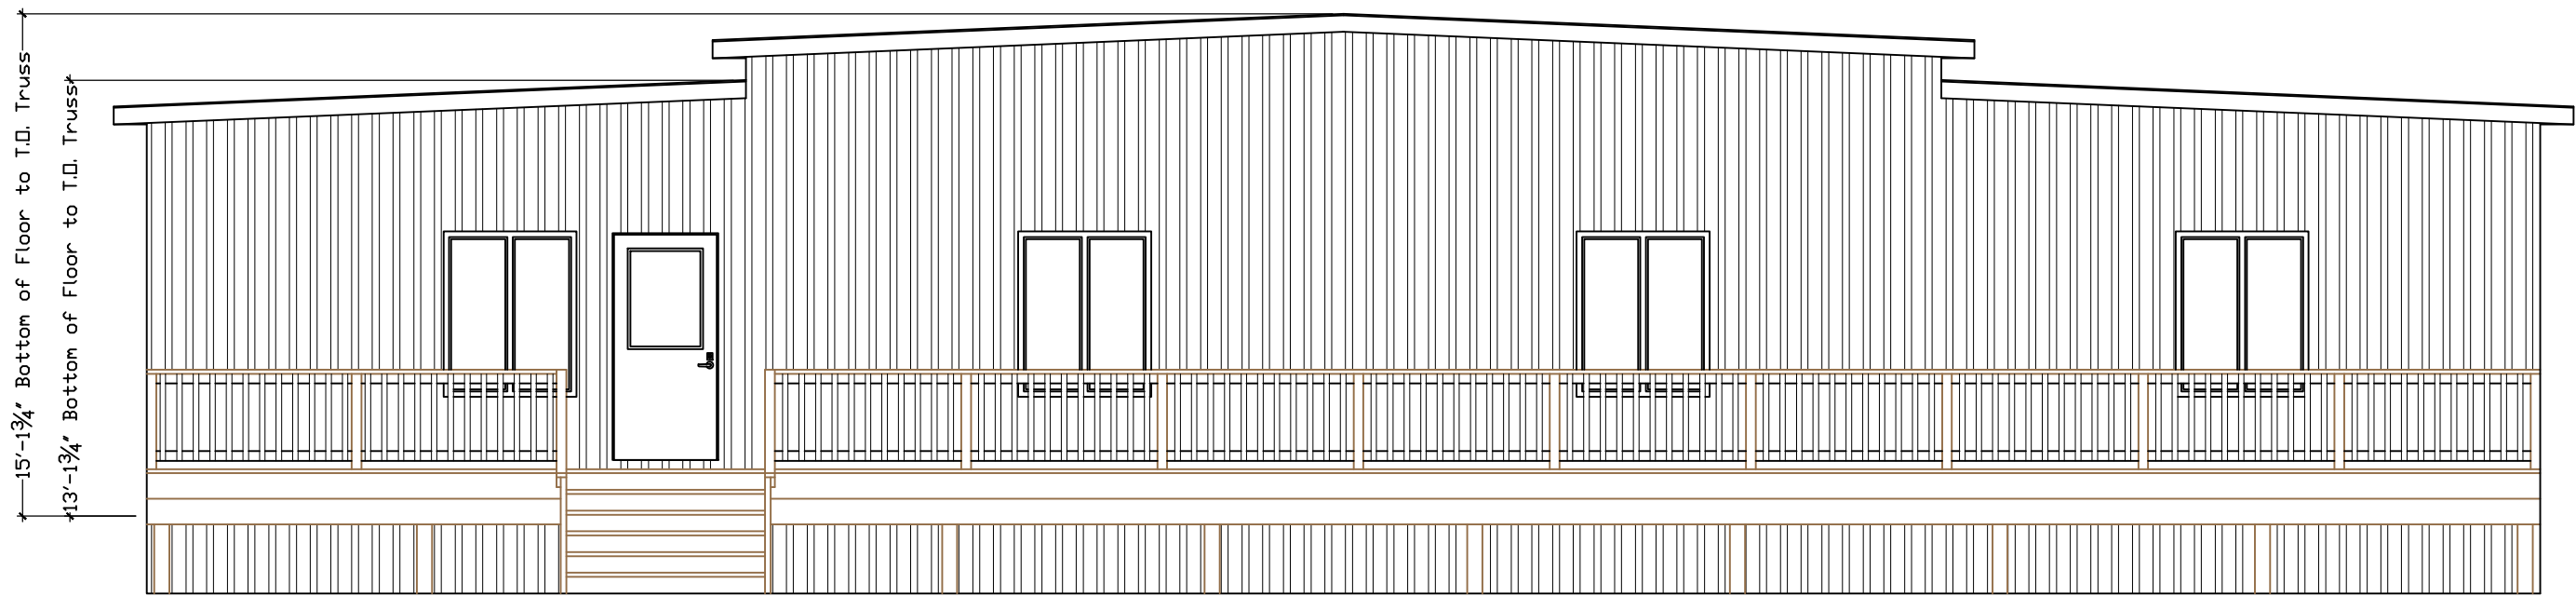 15'-1¾" Bottom of Floor to T.O. Truss
13'-1¾" Bottom of Floor to T.O. Truss